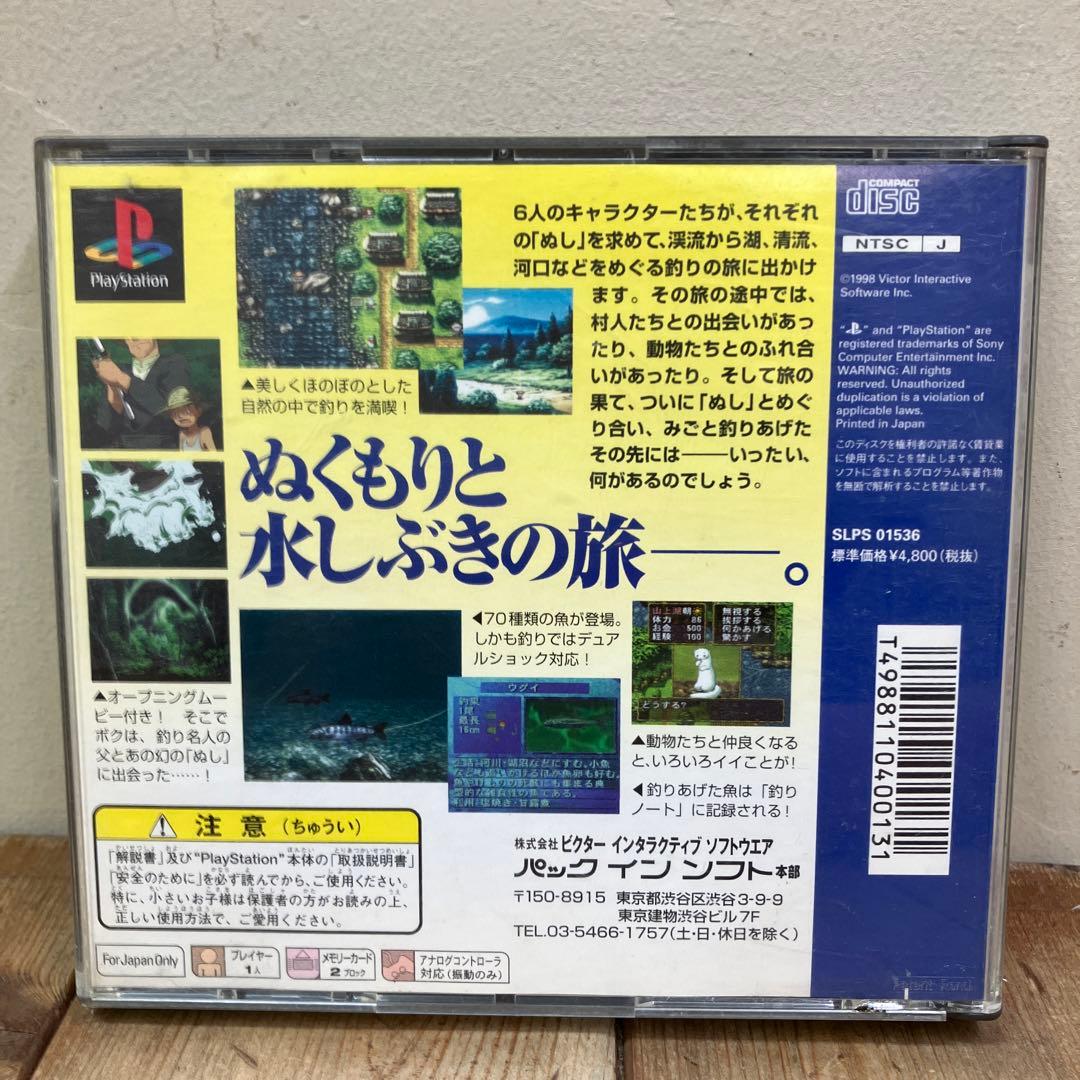 PlayStation
▲美しくほのぼのとした
自然の中で釣りを満喫！
6人のキャラクターたちが、それぞれ
の「ぬし」を求めて、渓流から湖、清流、
河口などをめぐる釣りの旅に出かけ
ます。その旅の途中では、
村人たちとの出会いがあっ
たり、動物たちとのふれ合
いがあったり。そして旅の
果て、ついに「ぬし」とめぐ
り合い、みごと釣りあげた
その先には――いったい、
何があるのでしょう。
ぬくもりと
水しぶきの旅――。
▲オープニングムー
ビー付き！ そこで
ボクは、釣り名人の
父とあの幻の「ぬし」
に出会った……！
◀70種類の魚が登場。
しかも釣りではデュア
ルショック対応！
ウグイ
釣果
1尾
最長
16cm
山上湖朝
体力 86
お金 500
経験 100
無視する
挨拶する
何かあげる
驚かす
どうする？
▲動物たちと仲良くなる
と、いろいろイイことが！
◀釣りあげた魚は「釣り
ノート」に記録される！
注意（ちゅうい）
「解説書」及び“PlayStation”本体の「取扱説明書」
「安全のために」を必ず読んでから、ご使用ください。
特に、小さいお子様は保護者の方がお読みの上、
正しい使用方法で、ご愛用ください。
For Japan Only
プレイヤー
1人
メモリーカード
2ブロック
アナログコントローラ
対応（振動のみ）
株式会社 ビクター インタラクティブ ソフトウエア
パック イン ソフト本部
〒150-8915 東京都渋谷区渋谷3-9-9
東京建物渋谷ビル7F
TEL.03-5466-1757（土・日・休日を除く）
COMPACT
disc
NTSC J
©1998 Victor Interactive
Software Inc.
“PS” and “PlayStation” are
registered trademarks of Sony
Computer Entertainment Inc.
WARNING: All rights
reserved. Unauthorized
duplication is a violation of
applicable laws.
Printed in Japan
このディスクを権利者の許諾なく賃貸業
に使用することを禁止します。また、
ソフトに含まれるプログラム等著作物
を無断で解析することを禁止します。
SLPS 01536
標準価格¥4,800（税抜）
T4988110400131